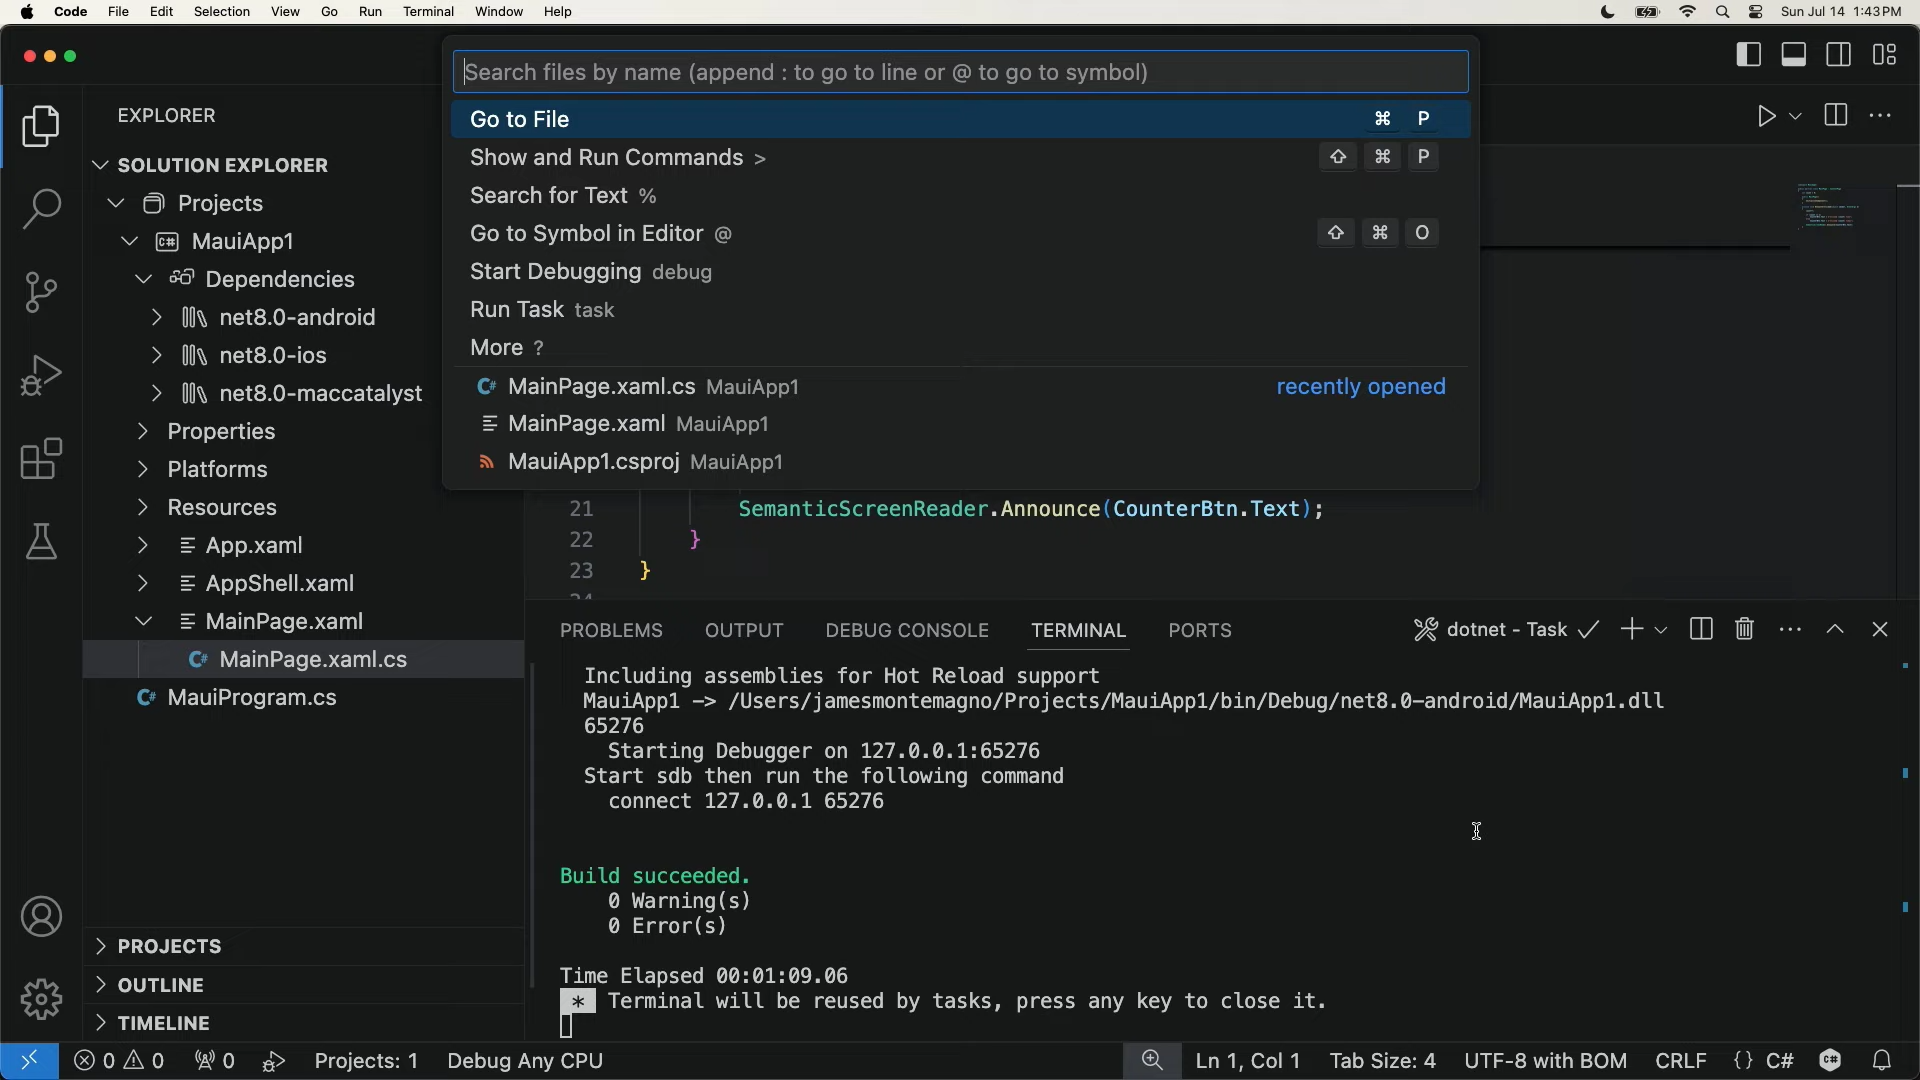 Code File Edit Selection View Go Run Terminal Window Help Sun Jul 14 1:43 PM
Search files by name (append : to go to line or @ to go to symbol)
Go to File ⌘ P
Show and Run Commands > ⇧ ⌘ P
Search for Text %
Go to Symbol in Editor @ ⇧ ⌘ O
Start Debugging debug
Run Task task
More ?
C# MainPage.xaml.cs MauiApp1 recently opened
MainPage.xaml MauiApp1
MauiApp1.csproj MauiApp1
EXPLORER
SOLUTION EXPLORER
Projects
C# MauiApp1
Dependencies
net8.0-android
net8.0-ios
net8.0-maccatalyst
Properties
Platforms
Resources
App.xaml
AppShell.xaml
MainPage.xaml
C# MainPage.xaml.cs
C# MauiProgram.cs
PROJECTS
OUTLINE
TIMELINE
21 SemanticScreenReader.Announce(CounterBtn.Text);
22 }
23 }
24
PROBLEMS OUTPUT DEBUG CONSOLE TERMINAL PORTS dotnet - Task
Including assemblies for Hot Reload support
MauiApp1 -> /Users/jamesmontemagno/Projects/MauiApp1/bin/Debug/net8.0-android/MauiApp1.dll
65276
Starting Debugger on 127.0.0.1:65276
Start sdb then run the following command
connect 127.0.0.1 65276
Build succeeded.
0 Warning(s)
0 Error(s)
Time Elapsed 00:01:09.06
* Terminal will be reused by tasks, press any key to close it.
0 0 0 Projects: 1 Debug Any CPU Ln 1, Col 1 Tab Size: 4 UTF-8 with BOM CRLF {} C# C#